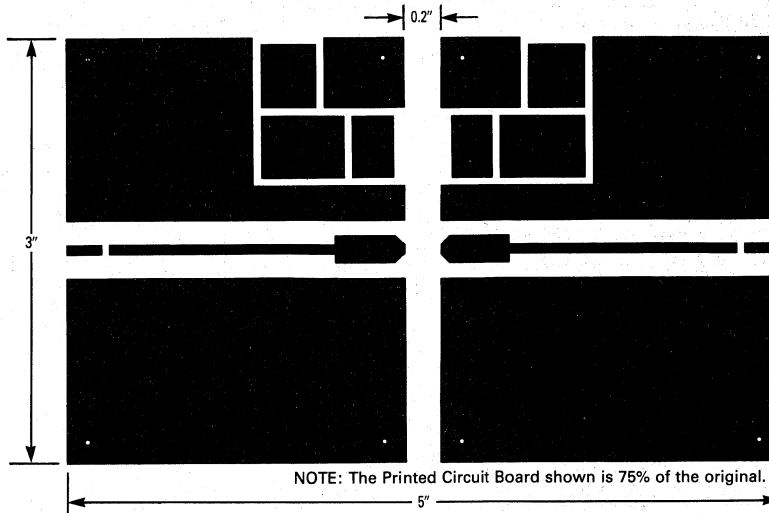 0.2"
3"
NOTE: The Printed Circuit Board shown is 75% of the original.
5"